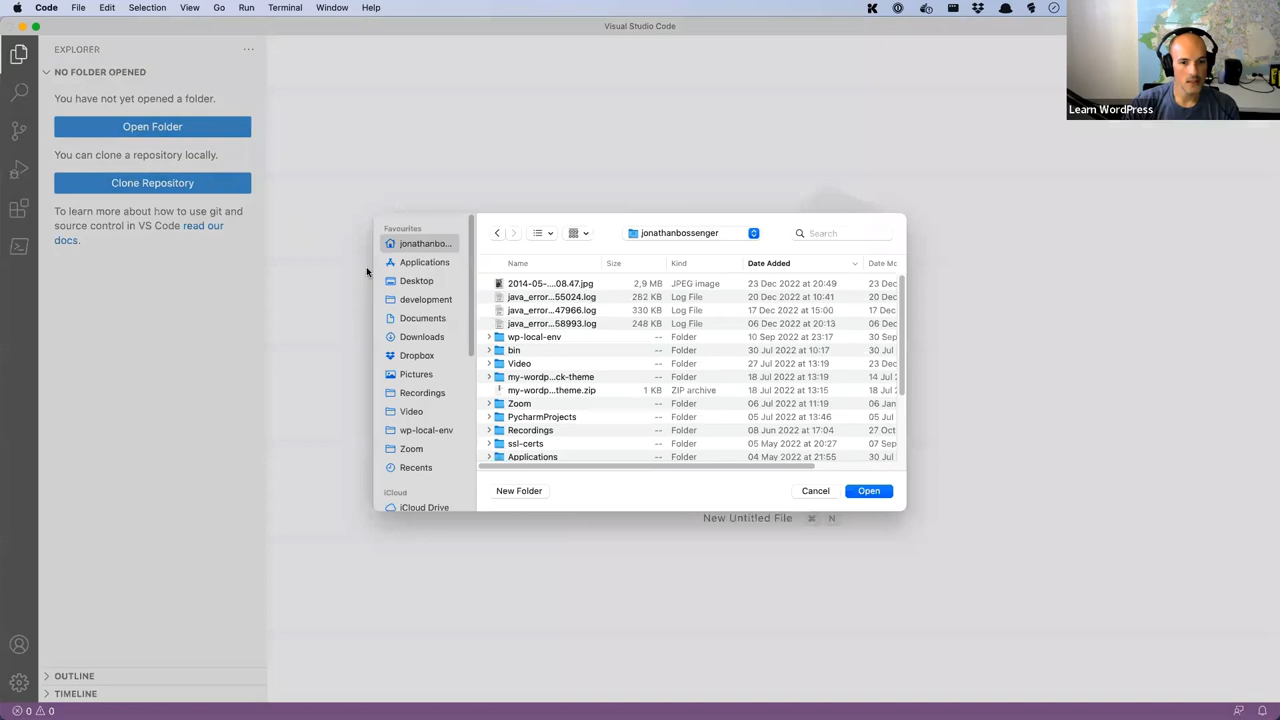 Code File Edit Selection View Go Run Terminal Window Help
Visual Studio Code
Learn WordPress
EXPLORER
NO FOLDER OPENED
You have not yet opened a folder.
Open Folder
You can clone a repository locally.
Clone Repository
To learn more about how to use git and
source control in VS Code read our
docs.
OUTLINE
TIMELINE
0 0
Favourites
jonathanbo...
Applications
Desktop
development
Documents
Downloads
Dropbox
Pictures
Recordings
Video
wp-local-env
Zoom
Recents
iCloud
iCloud Drive
jonathanbossenger
Search
Name Size Kind Date Added Date Mo
2014-05-....08.47.jpg 2,9 MB JPEG image 23 Dec 2022 at 20:49 23 Dec
java_error...55024.log 262 KB Log File 20 Dec 2022 at 10:41 20 Dec
java_error...47966.log 330 KB Log File 17 Dec 2022 at 15:00 17 Dec
java_error...58993.log 248 KB Log File 06 Dec 2022 at 20:13 06 Dec
wp-local-env -- Folder 10 Sep 2022 at 23:17 30 Sep
bin -- Folder 30 Jul 2022 at 10:17 30 Jul
Video -- Folder 27 Jul 2022 at 13:29 23 Dec
my-wordp...ck-theme -- Folder 18 Jul 2022 at 13:19 14 Jul
my-wordp...theme.zip 1 KB ZIP archive 18 Jul 2022 at 13:15 18 Jul
Zoom -- Folder 06 Jul 2022 at 11:19 06 Jan
PycharmProjects -- Folder 05 Jul 2022 at 13:46 05 Jul
Recordings -- Folder 08 Jun 2022 at 17:04 27 Oct
ssl-certs -- Folder 05 May 2022 at 20:27 07 Sep
Applications -- Folder 04 May 2022 at 21:55 30 Jul
New Folder Cancel Open
New Untitled File ⌘ N